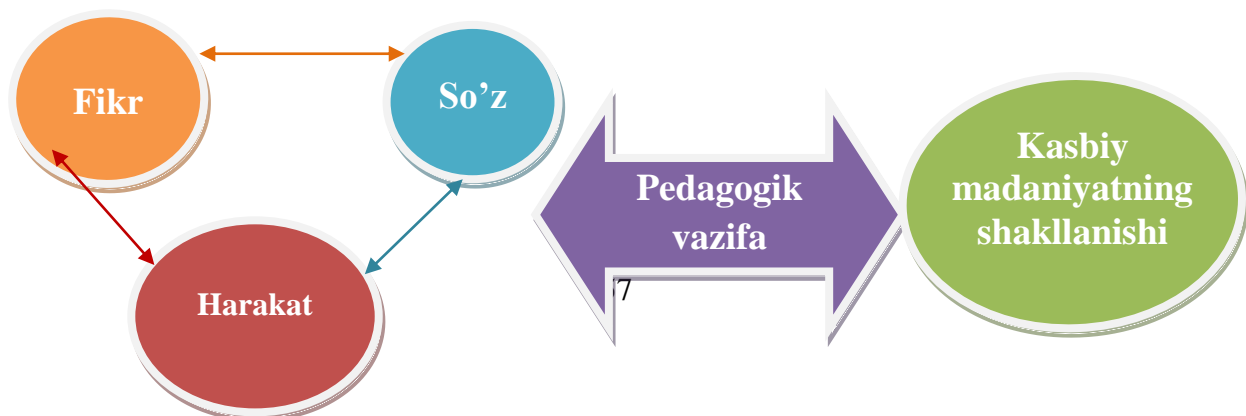 Fikr
So’z
Harakat
Pedagogik
vazifa
Kasbiy
madaniyatning
shakllanishi